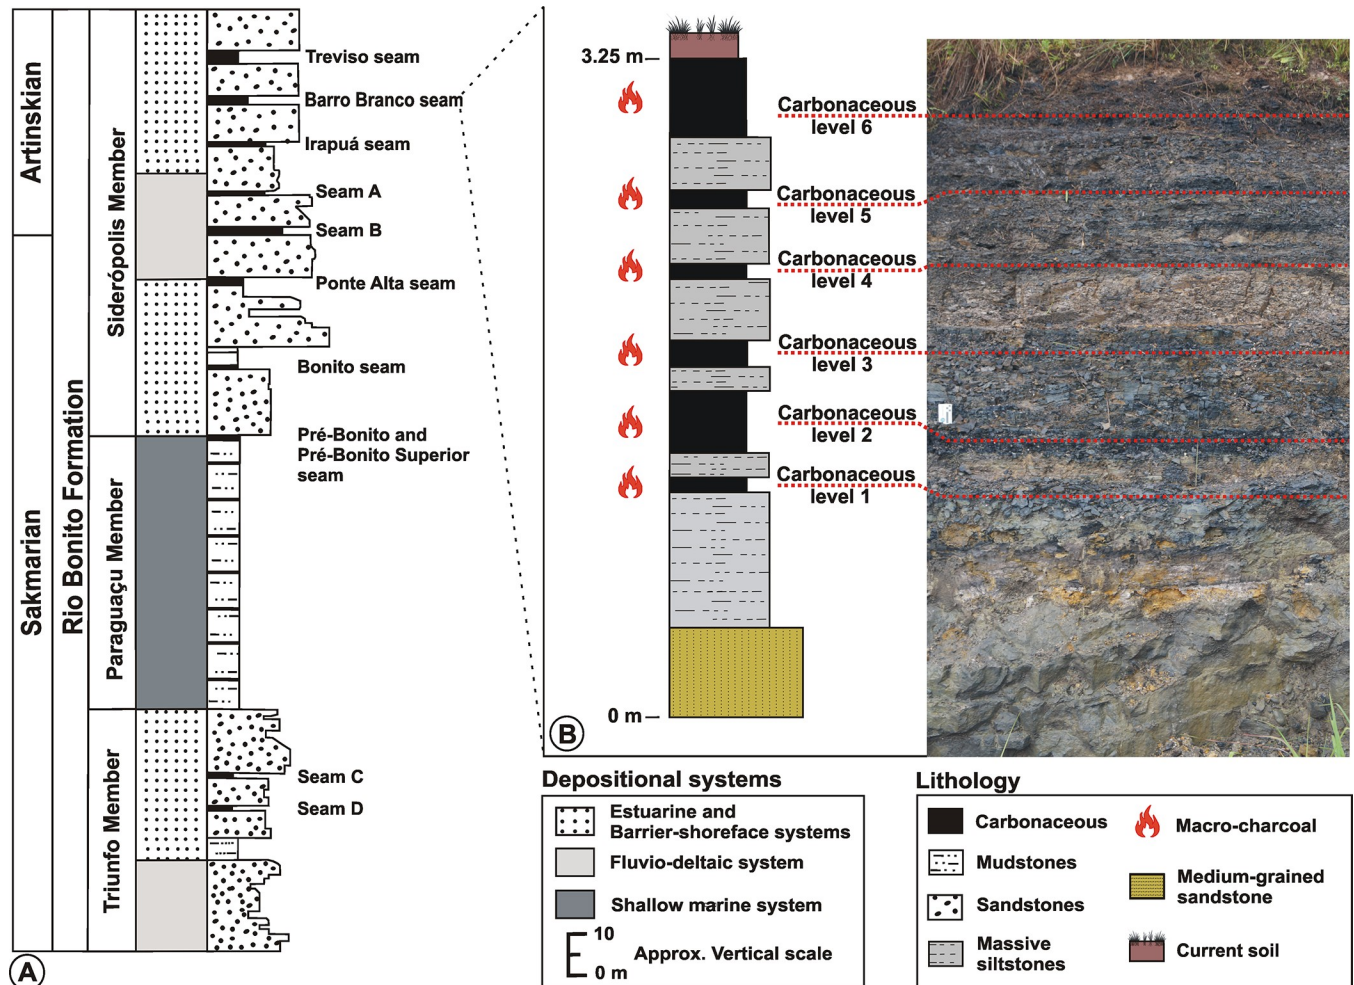 Artinskian
Sakmarian
Rio Bonito Formation
Siderópolis Member
Paraguaçu Member
Triunfo Member
Treviso seam
Barro Branco seam
Irapuá seam
Seam A
Seam B
Ponte Alta seam
Bonito seam
Pré-Bonito and
Pré-Bonito Superior
seam
Seam C
Seam D
A
3.25 m
0 m
B
Carbonaceous
level 6
Carbonaceous
level 5
Carbonaceous
level 4
Carbonaceous
level 3
Carbonaceous
level 2
Carbonaceous
level 1
Depositional systems
Estuarine and
Barrier-shoreface systems
Fluvio-deltaic system
Shallow marine system
10
0 m
Approx. Vertical scale
Lithology
Carbonaceous
Mudstones
Sandstones
Massive
siltstones
Macro-charcoal
Medium-grained
sandstone
Current soil